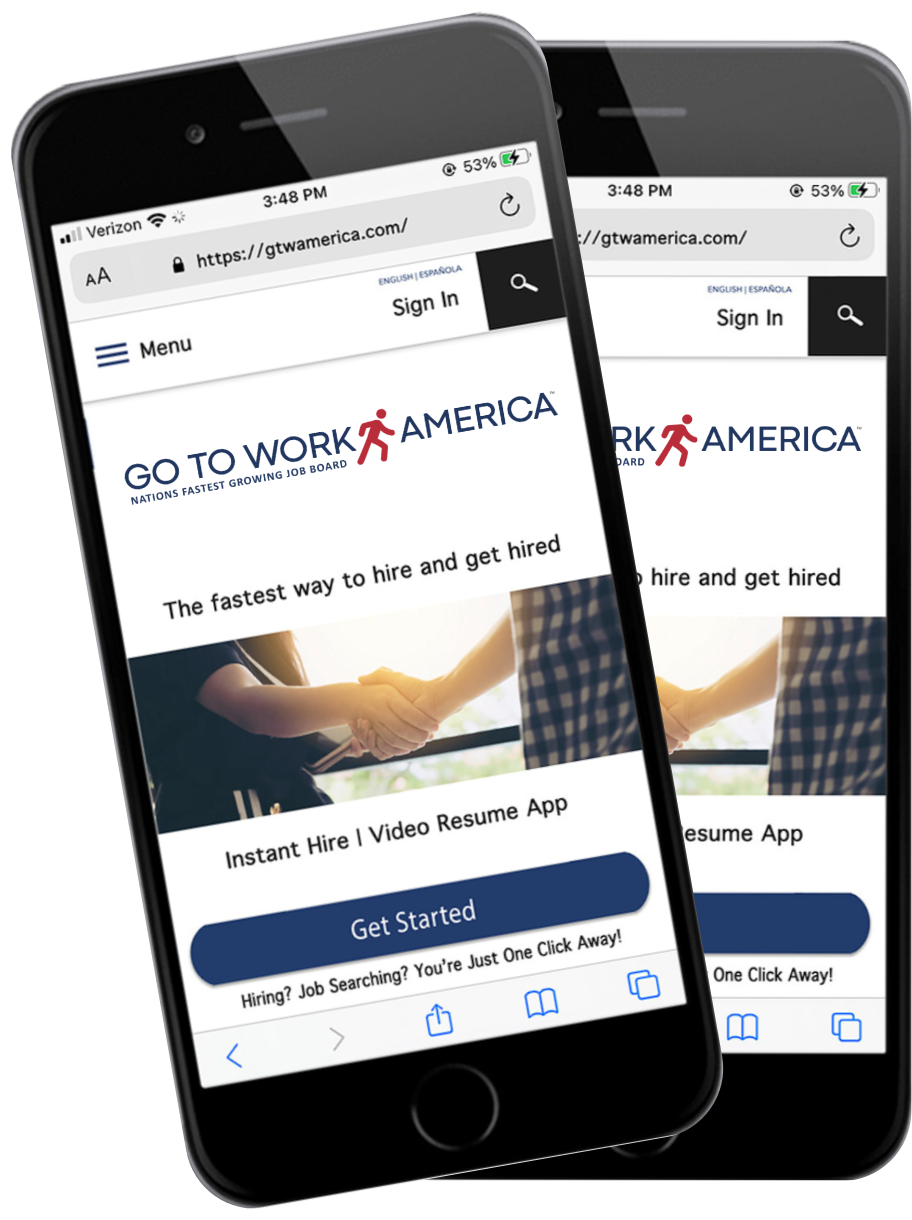 Verizon 3:48 PM 53%
AA https://gtwamerica.com/
ENGLISH | ESPAÑOLA
Menu Sign In
GO TO WORK AMERICA™
NATIONS FASTEST GROWING JOB BOARD
The fastest way to hire and get hired
Instant Hire | Video Resume App
Get Started
Hiring? Job Searching? You're Just One Click Away!
3:48 PM 53%
://gtwamerica.com/
ENGLISH | ESPAÑOLA
Sign In
RK AMERICA™
OARD
o hire and get hired
Resume App
One Click Away!